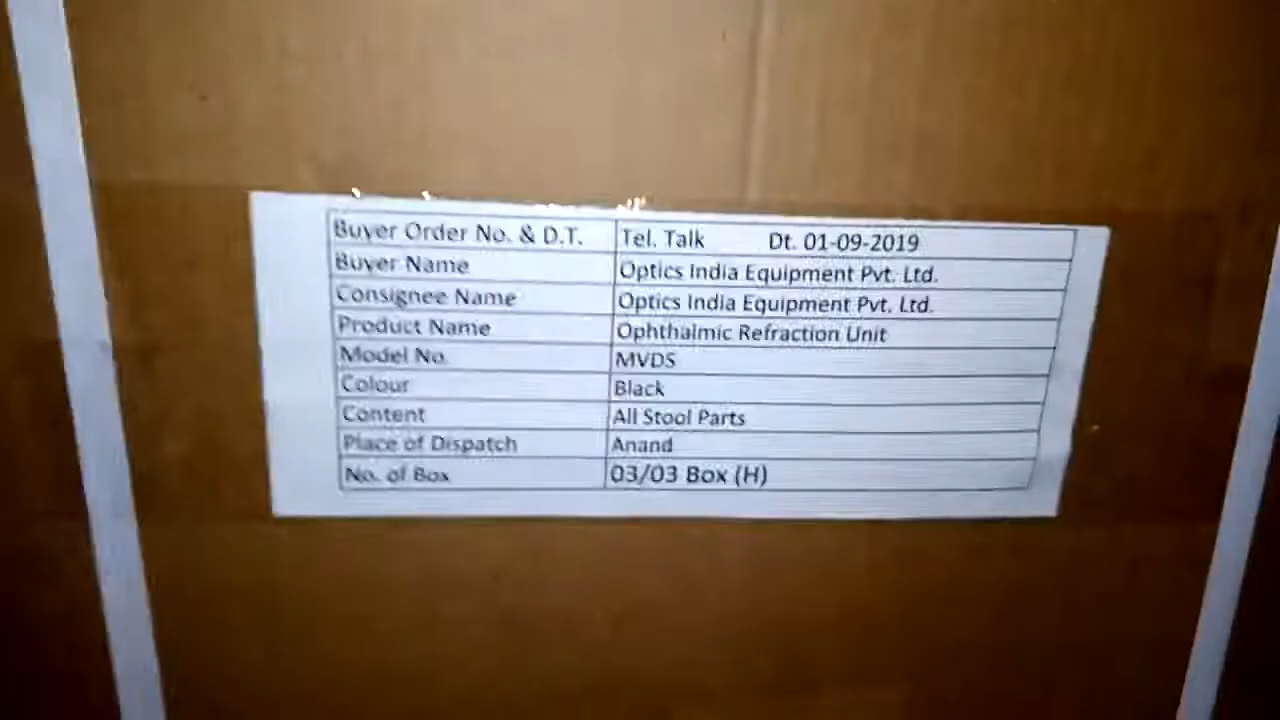 Buyer Order No. & D.T. Tel. Talk Dt. 01-09-2019
Buyer Name Optics India Equipment Pvt. Ltd.
Consignee Name Optics India Equipment Pvt. Ltd.
Product Name Ophthalmic Refraction Unit
Model No. MVDS
Colour Black
Content All Stool Parts
Place of Dispatch Anand
No. of Box 03/03 Box (H)